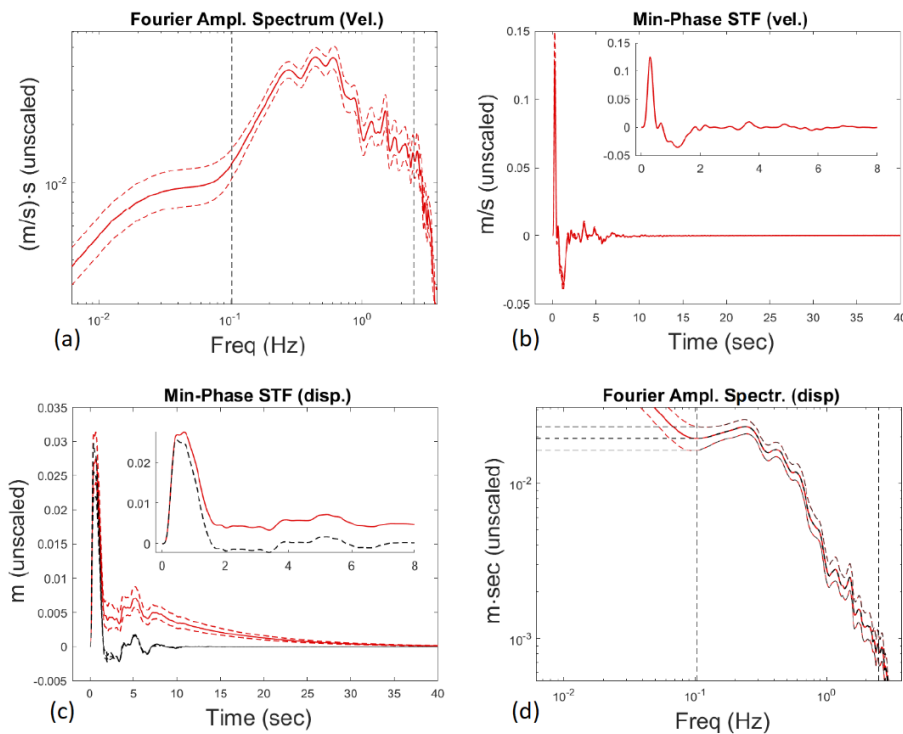 Fourier Ampl. Spectrum (Vel.)
(m/s)·s (unscaled)
10⁻²
10⁻² 10⁻¹ 10⁰
Freq (Hz)
(a)
Min-Phase STF (vel.)
m/s (unscaled)
0.15
0.10
0.05
0
-0.05
0.1
0.05
0
-0.05
0 2 4 6 8
0 5 10 15 20 25 30 35 40
Time (sec)
(b)
Min-Phase STF (disp.)
m (unscaled)
0.035
0.03
0.025
0.02
0.015
0.01
0.005
0
-0.005
0.02
0.01
0
0 2 4 6 8
0 5 10 15 20 25 30 35 40
Time (sec)
(c)
Fourier Ampl. Spectr. (disp)
m·sec (unscaled)
10⁻²
10⁻³
10⁻² 10⁻¹ 10⁰
Freq (Hz)
(d)